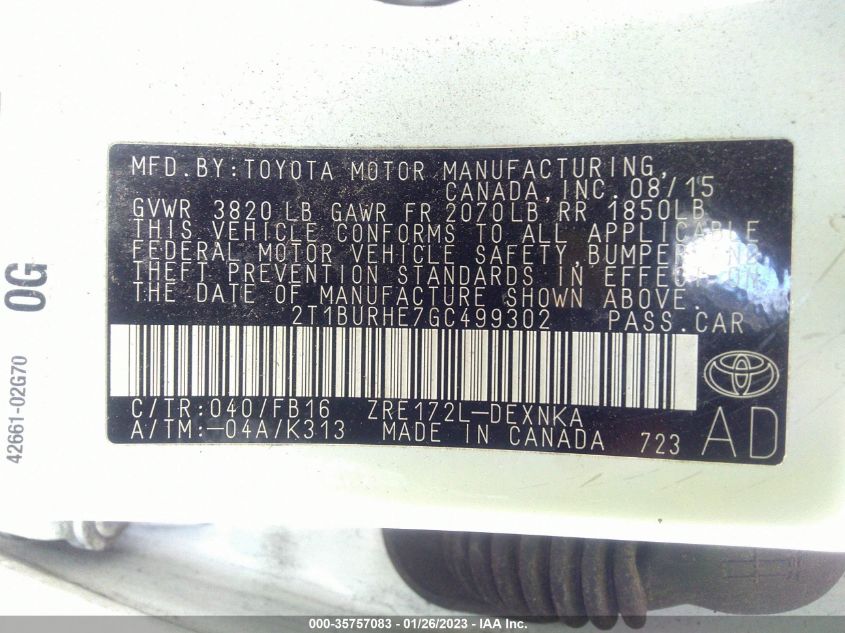 MFD.BY:TOYOTA MOTOR MANUFACTURING,
CANADA,INC. 08/15
GVWR 3820 LB GAWR FR 2070LB RR 1850LB
THIS VEHICLE CONFORMS TO ALL APPLICABLE
FEDERAL MOTOR VEHICLE SAFETY,BUMPER,
THEFT PREVENTION STANDARDS IN EFFECT ON
THE DATE OF MANUFACTURE SHOWN ABOVE.
2T1BURHE7GC499302 PASS.CAR
C/TR:040/FB16 ZRE172L-DEXNKA
A/TM:-04A/K313 MADE IN CANADA 723
AD
42661-02G70 0G
000-35757083 - 01/26/2023 - IAA Inc.